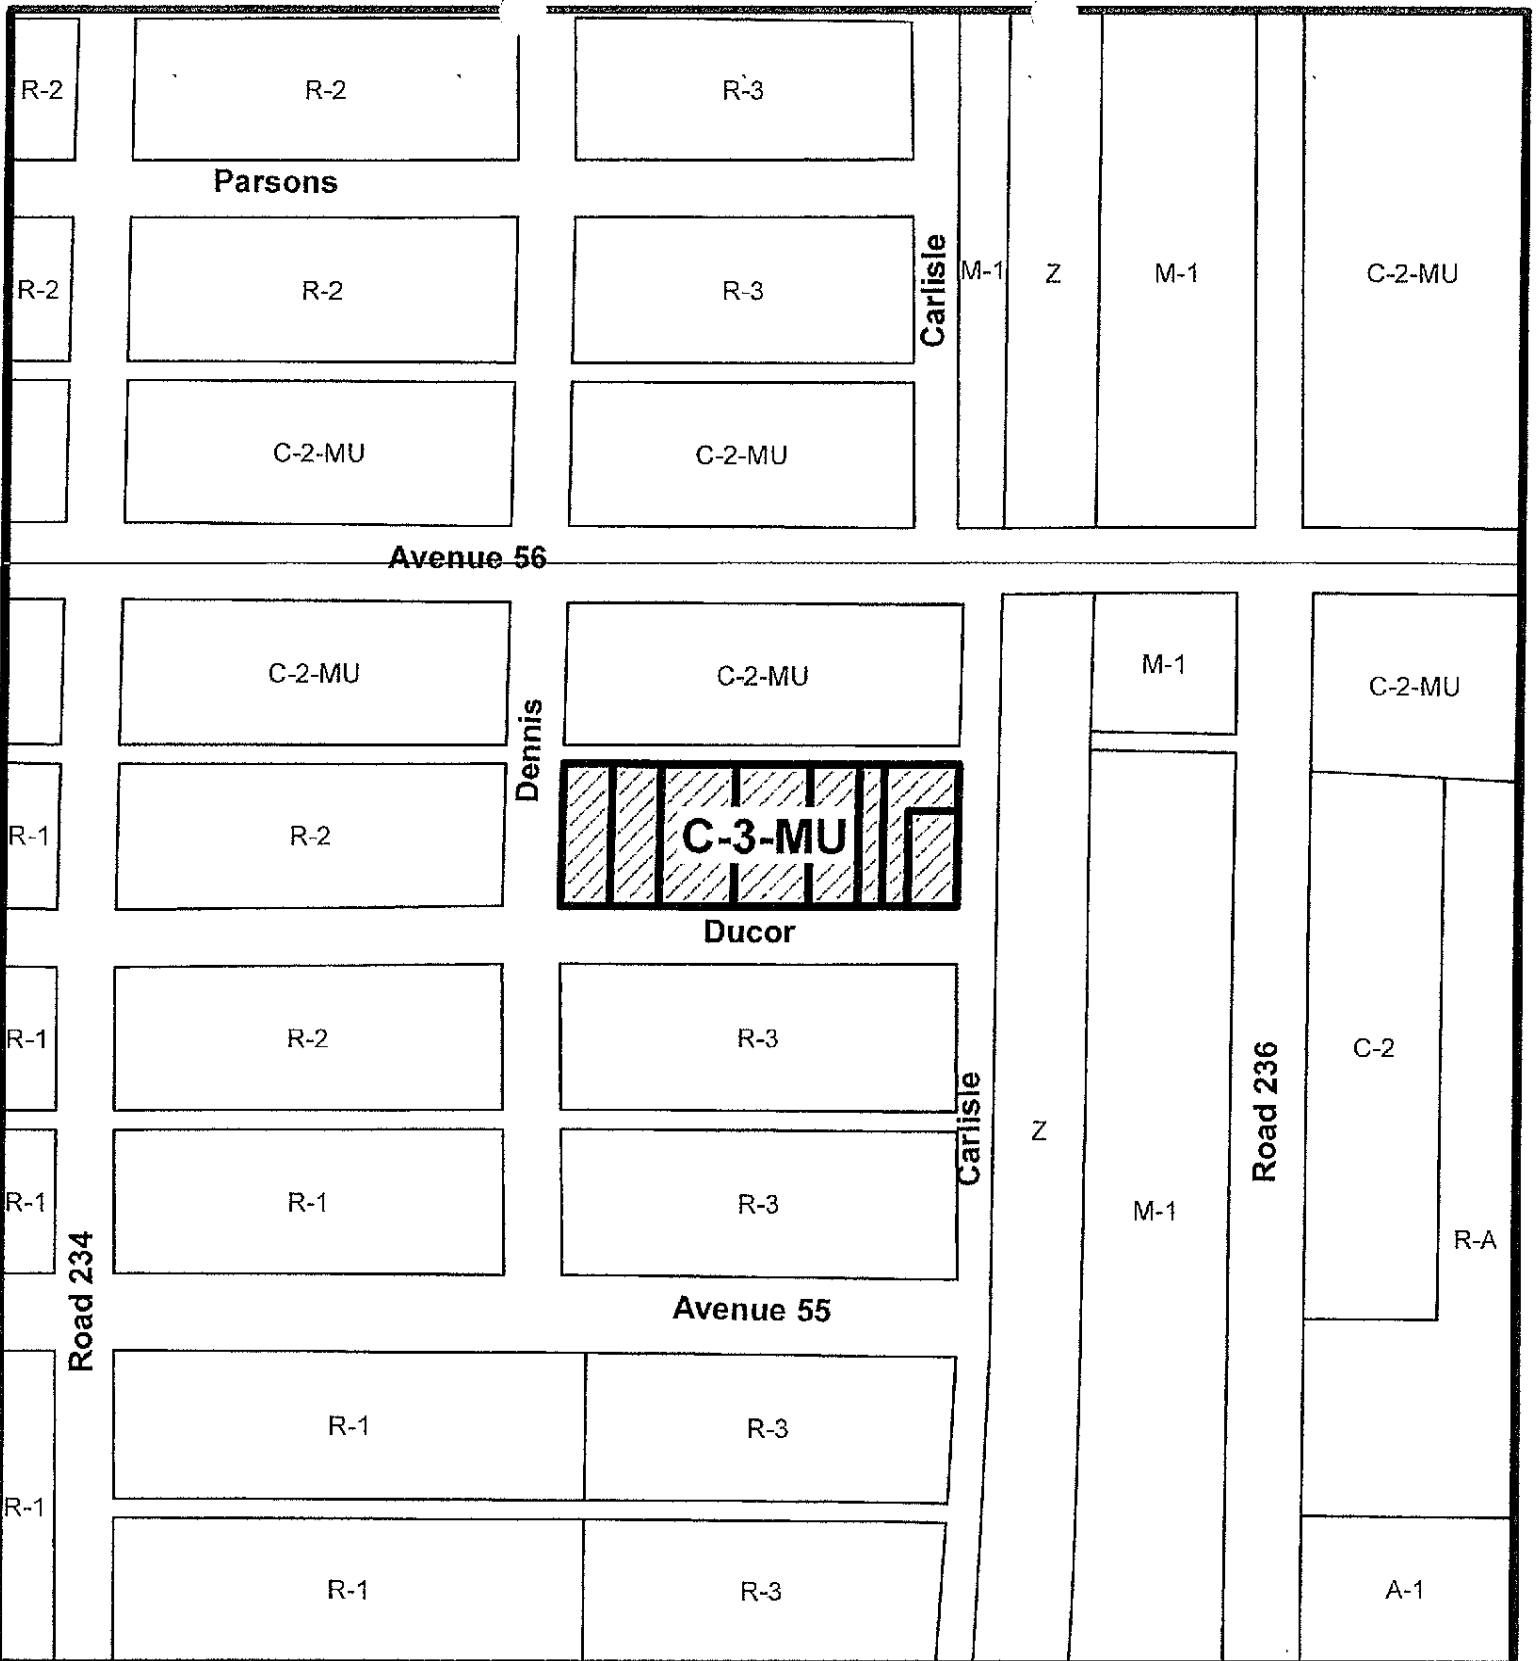 R-2
R-2
R-3
Parsons
R-2
R-2
R-3
Carlisle
M-1
Z
M-1
C-2-MU
C-2-MU
C-2-MU
Avenue 56
C-2-MU
C-2-MU
M-1
C-2-MU
Dennis
R-1
R-2
C-3-MU
Ducor
R-1
R-2
R-3
C-2
Road 236
Carlisle
Z
R-1
R-1
R-3
M-1
R-A
Road 234
Avenue 55
R-1
R-3
R-1
R-1
R-3
A-1